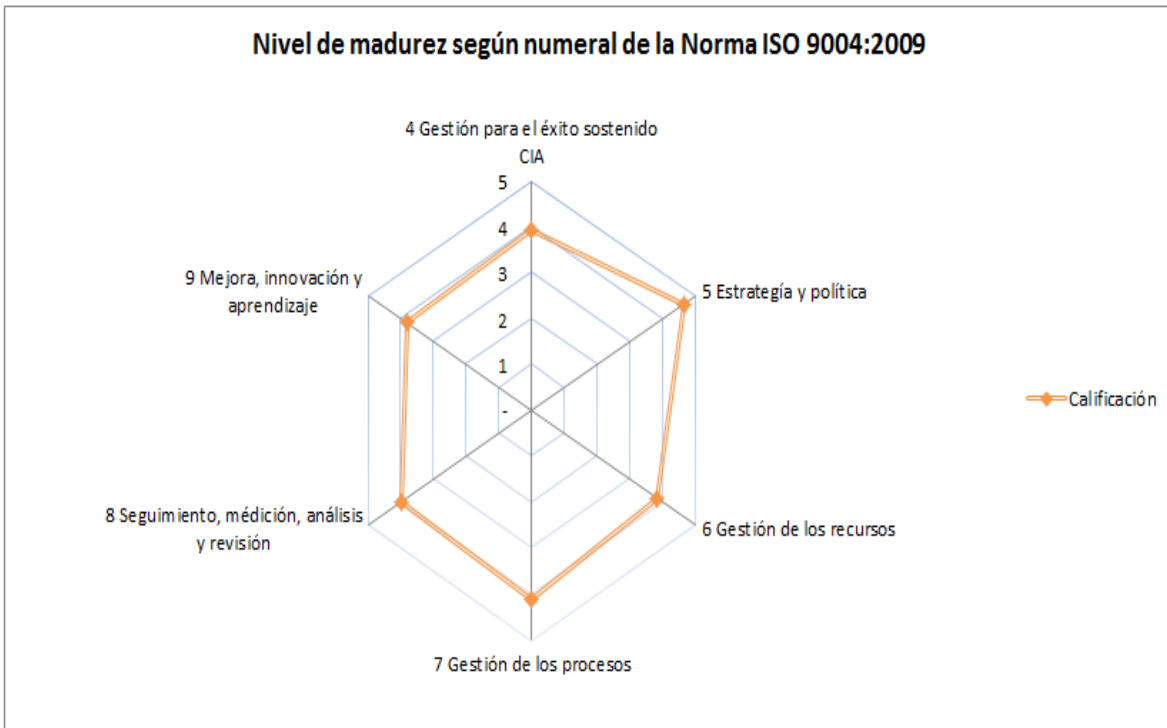 Nivel de madurez según numeral de la Norma ISO 9004:2009
4 Gestión para el éxito sostenido
CIA
5
4
3
2
1
-
9 Mejora, innovación y
aprendizaje
5 Estrategía y política
Calificación
8 Seguimiento, médición, análisis
y revisión
6 Gestión de los recursos
7 Gestión de los procesos